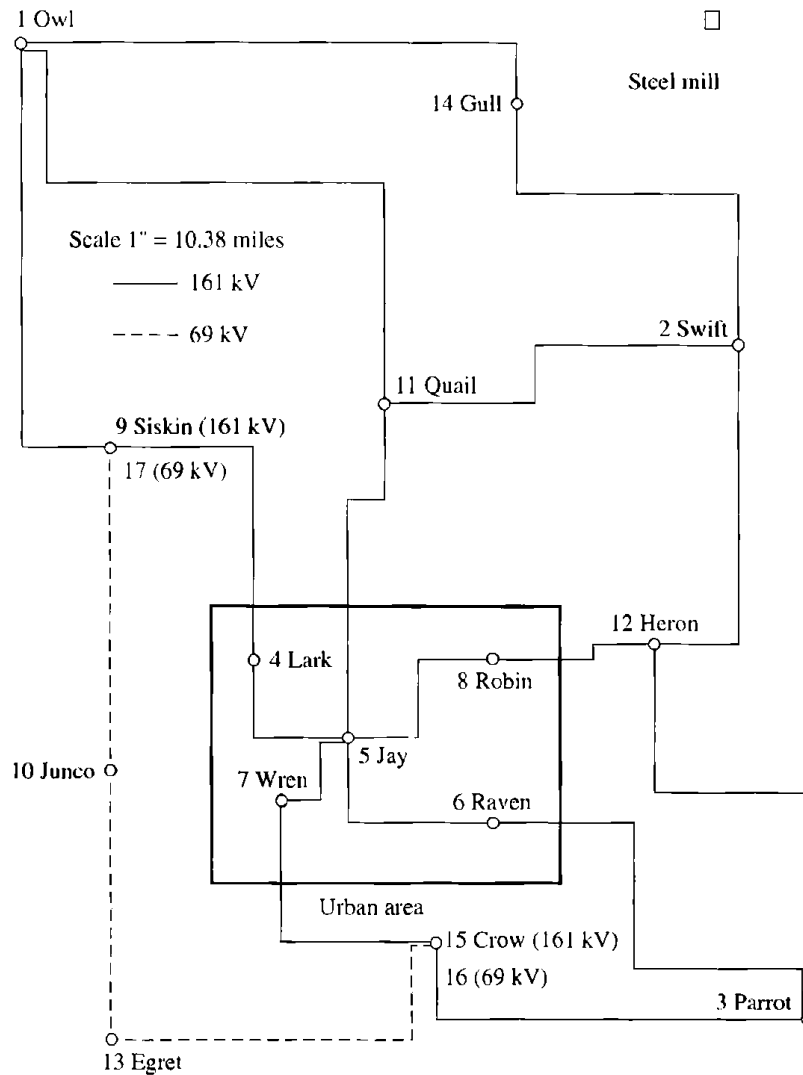 1 Owl
Steel mill
14 Gull
Scale 1" = 10.38 miles
161 kV
69 kV
2 Swift
11 Quail
9 Siskin (161 kV)
17 (69 kV)
12 Heron
4 Lark
8 Robin
5 Jay
10 Junco
7 Wren
6 Raven
Urban area
15 Crow (161 kV)
16 (69 kV)
3 Parrot
13 Egret